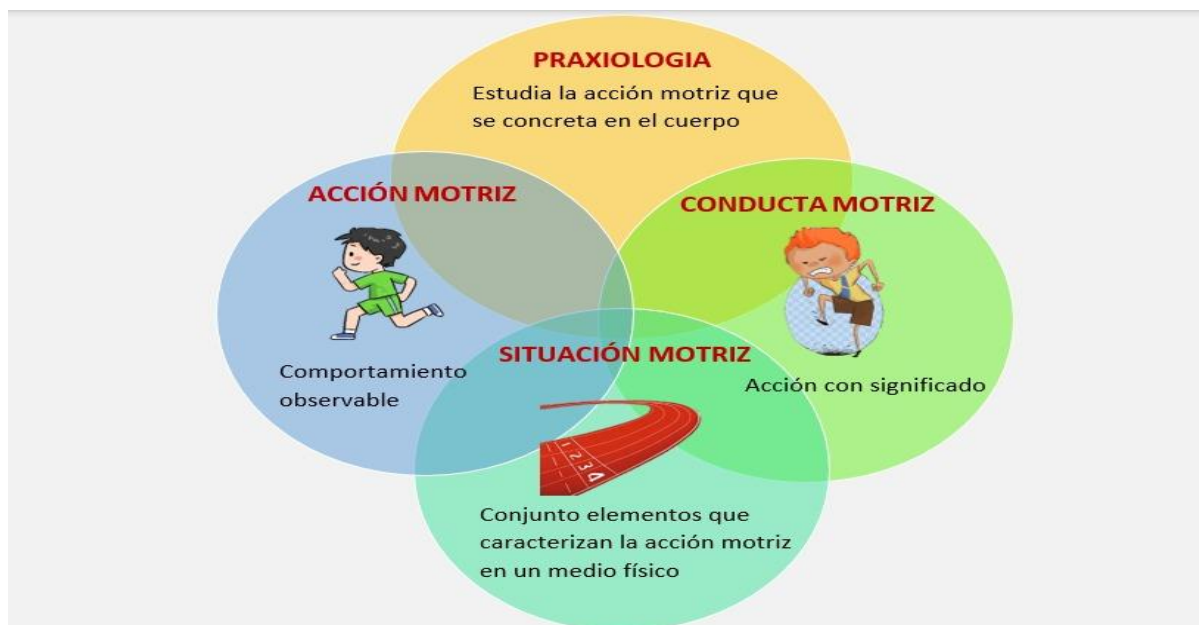 PRAXIOLOGIA
Estudia la acción motriz que
se concreta en el cuerpo
ACCIÓN MOTRIZ
Comportamiento
observable
CONDUCTA MOTRIZ
Acción con significado
SITUACIÓN MOTRIZ
1 2 3 4
Conjunto elementos que
caracterizan la acción motriz
en un medio físico